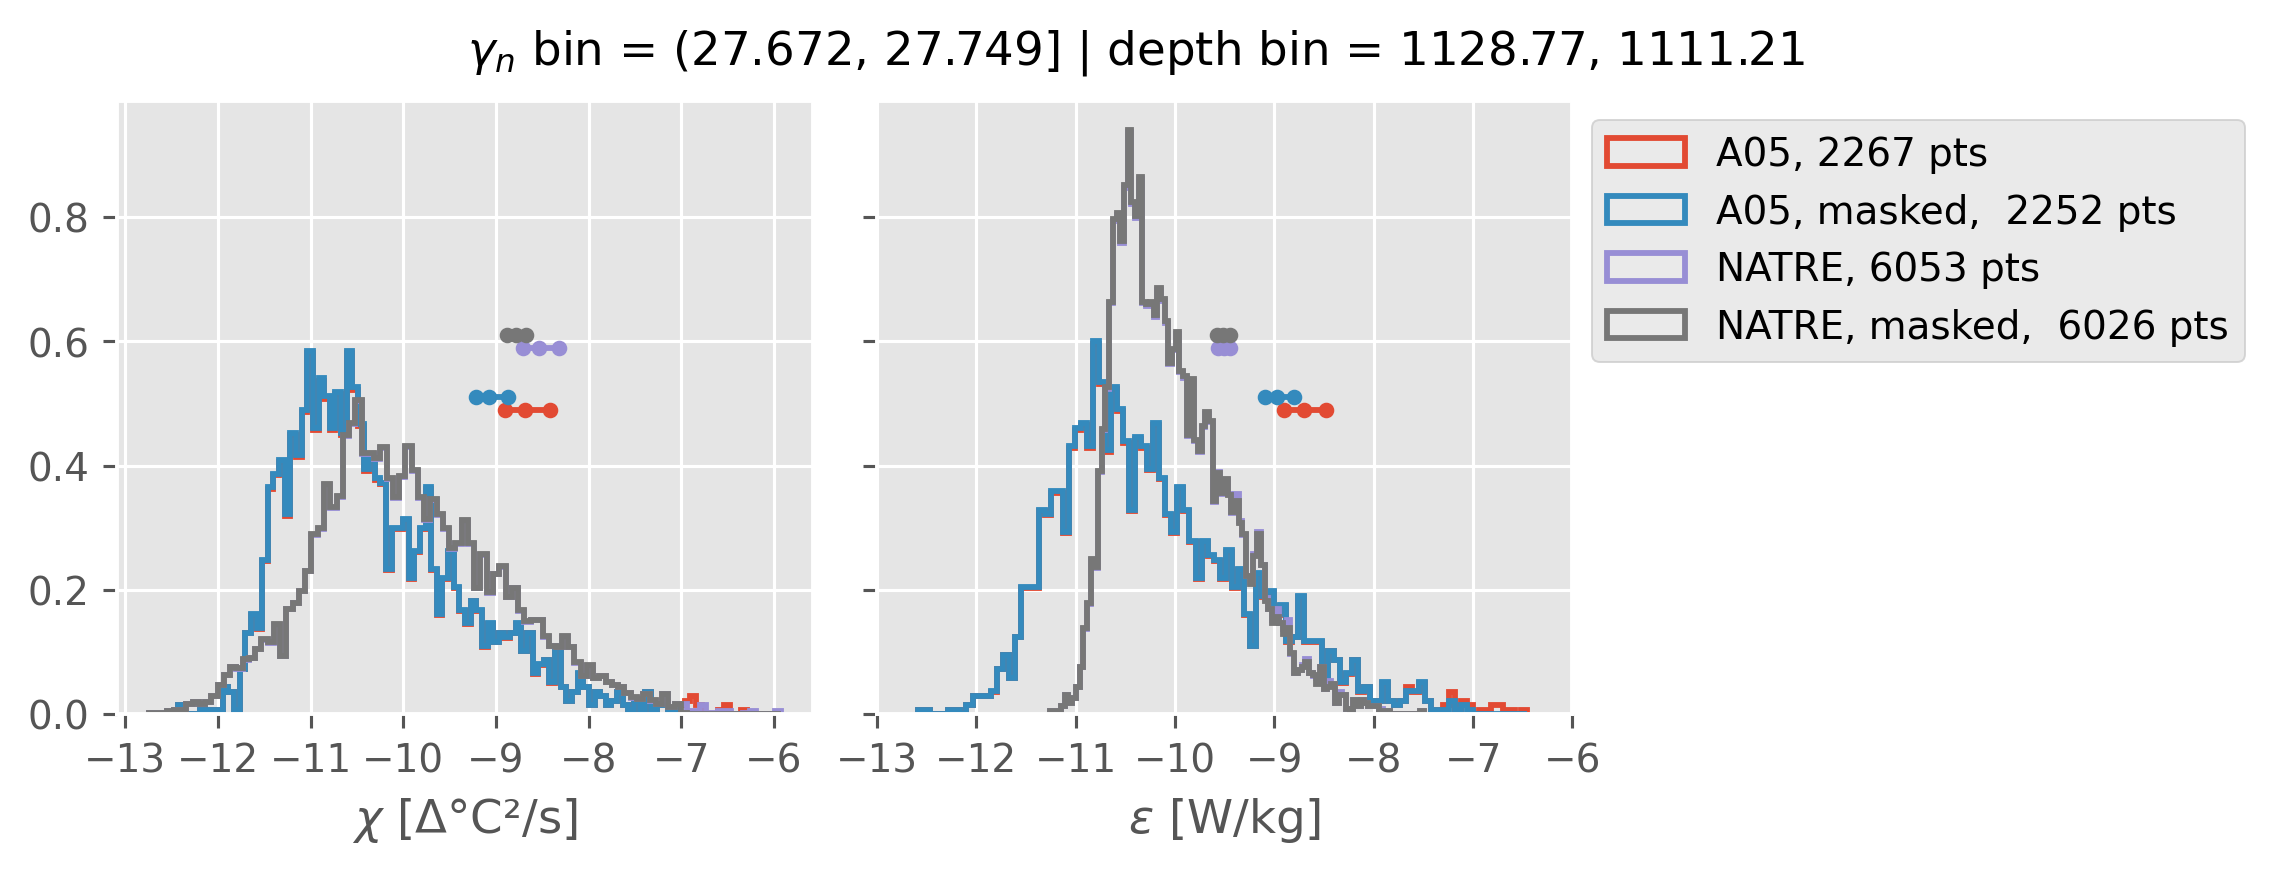 γn bin = (27.672, 27.749] | depth bin = 1128.77, 1111.21
0.8
0.6
0.4
0.2
0.0
−13 −12 −11 −10 −9 −8 −7 −6
χ [Δ°C²/s]
−13 −12 −11 −10 −9 −8 −7 −6
ε [W/kg]
A05, 2267 pts
A05, masked,  2252 pts
NATRE, 6053 pts
NATRE, masked,  6026 pts